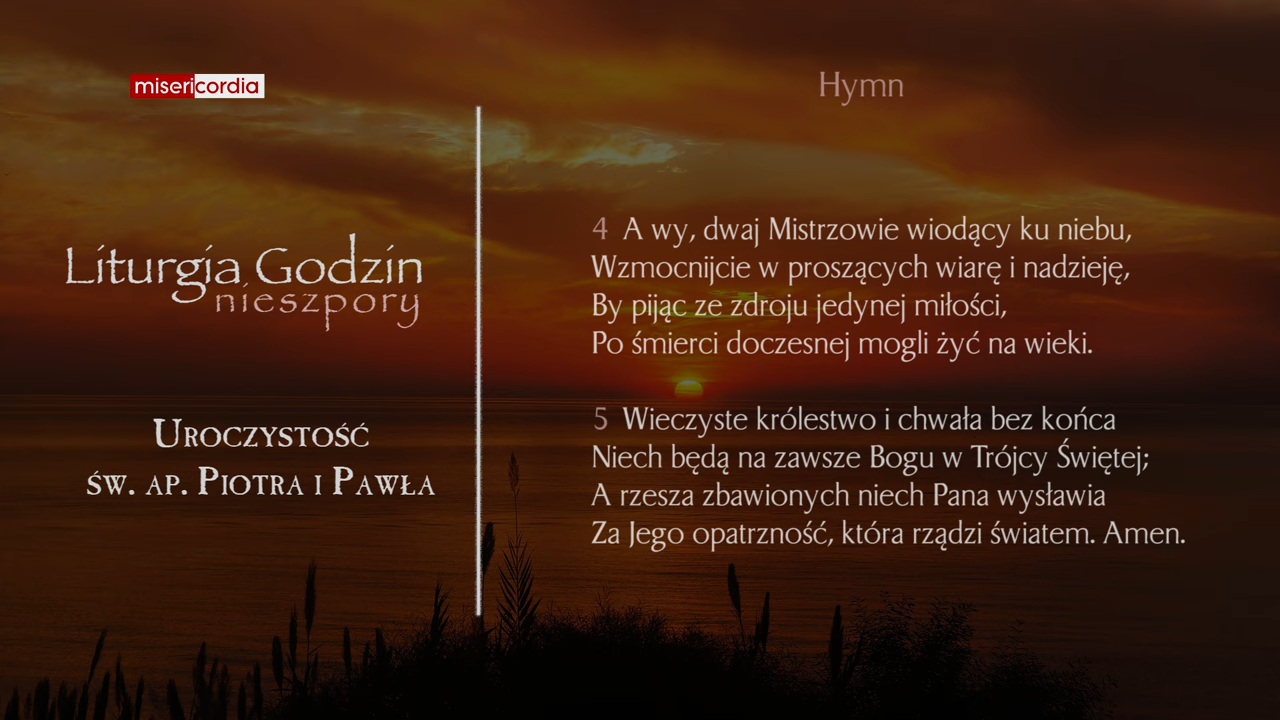 misericordia
Liturgia Godzin
nieszpory
Uroczystość
św. ap. Piotra i Pawła
Hymn
4 A wy, dwaj Mistrzowie wiodący ku niebu,
Wzmocnijcie w proszących wiarę i nadzieję,
By pijąc ze zdroju jedynej miłości,
Po śmierci doczesnej mogli żyć na wieki.
5 Wieczyste królestwo i chwała bez końca
Niech będą na zawsze Bogu w Trójcy Świętej;
A rzesza zbawionych niech Pana wysławia
Za Jego opatrzność, która rządzi światem. Amen.